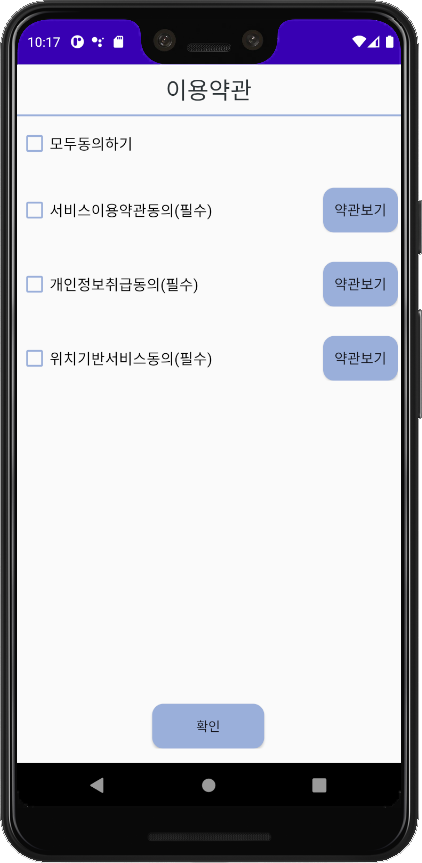 10:17
이용약관
모두동의하기
서비스이용약관동의(필수) 약관보기
개인정보취급동의(필수) 약관보기
위치기반서비스동의(필수) 약관보기
확인